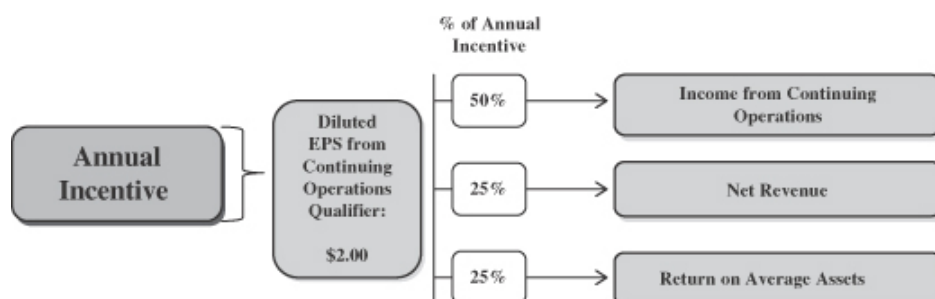 % of Annual
Incentive
Annual
Incentive
Diluted
EPS from
Continuing
Operations
Qualifier:
$2.00
50%
Income from Continuing
Operations
25%
Net Revenue
25%
Return on Average Assets